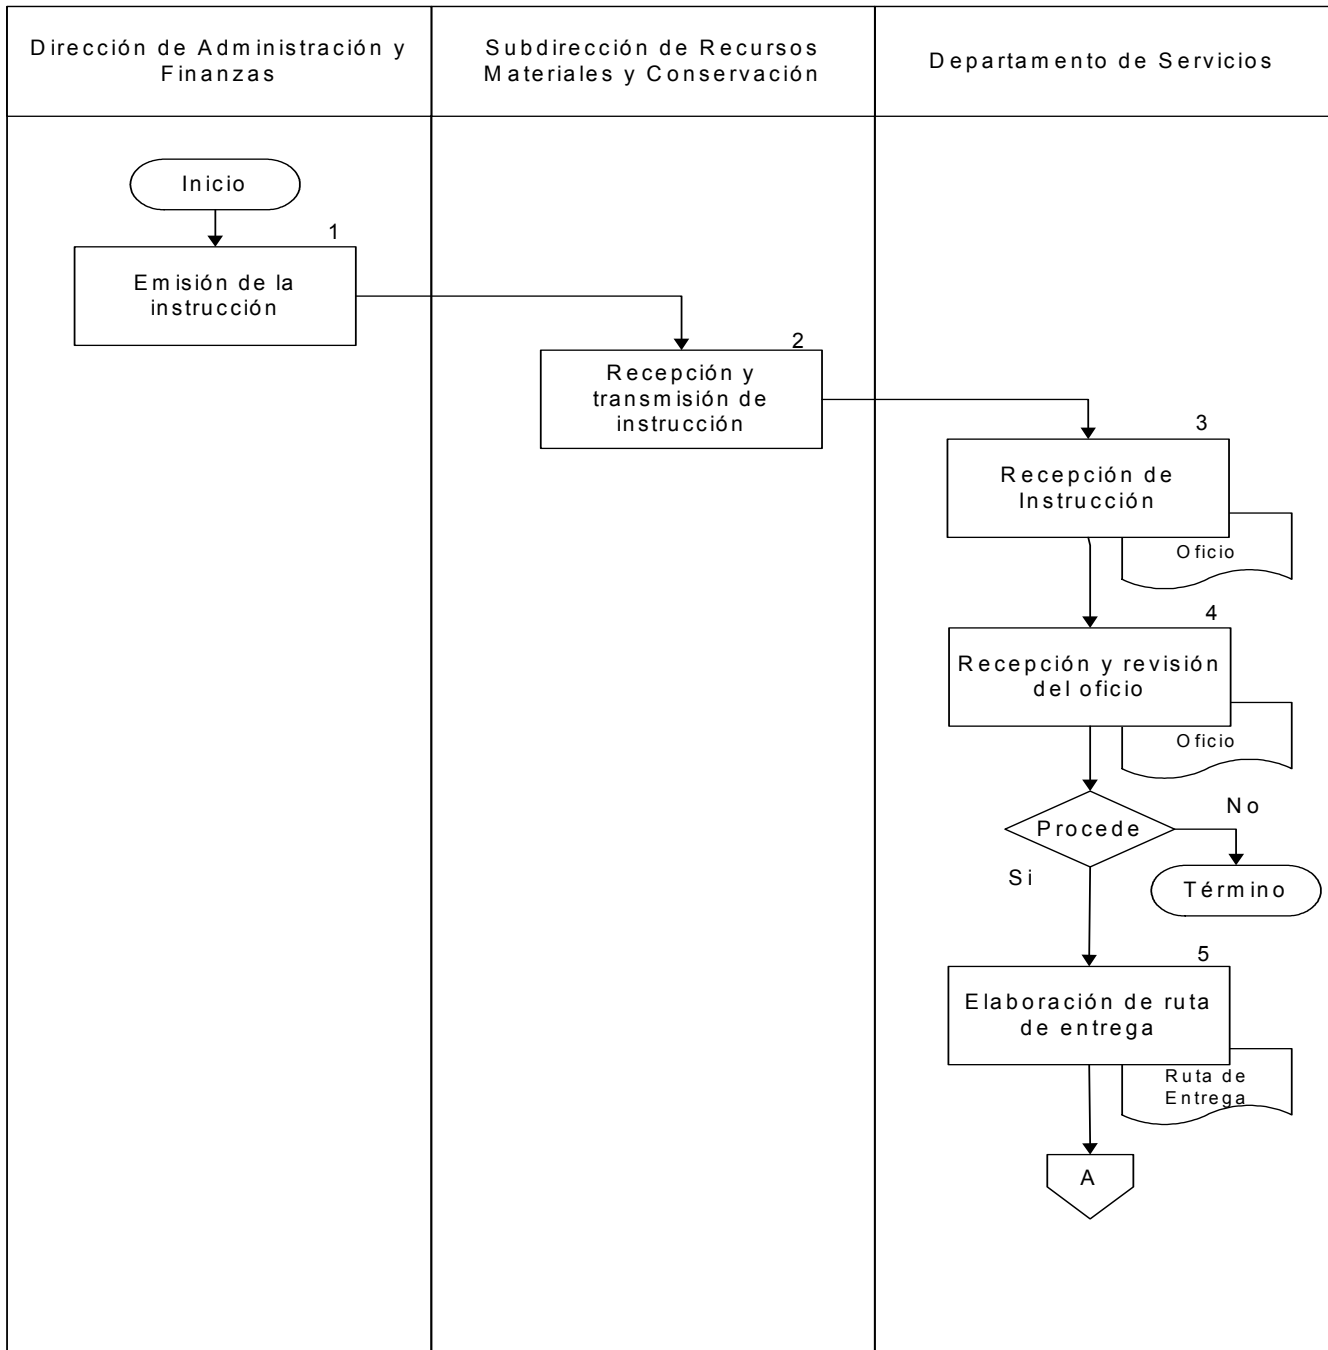 Dirección de Administración y
Finanzas
Subdirección de Recursos
Materiales y Conservación
Departamento de Servicios
Inicio
1
Emisión de la
instrucción
2
Recepción y
transmisión de
instrucción
3
Recepción de
Instrucción
Oficio
4
Recepción y revisión
del oficio
Oficio
Procede
No
Si
Término
5
Elaboración de ruta
de entrega
Ruta de
Entrega
A